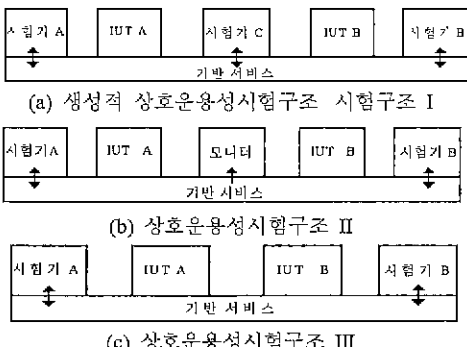 시험기 A IUT A 시험기 C IUT B 시험기 B
기반 서비스
(a) 생성적 상호운용성시험구조 시험구조 I
시험기A IUT A 모니터 IUT B 시험기 B
기반 서비스
(b) 상호운용성시험구조 II
시험기 A IUT A IUT B 시험기 B
기반 서비스
(c) 상호운용성시험구조 III